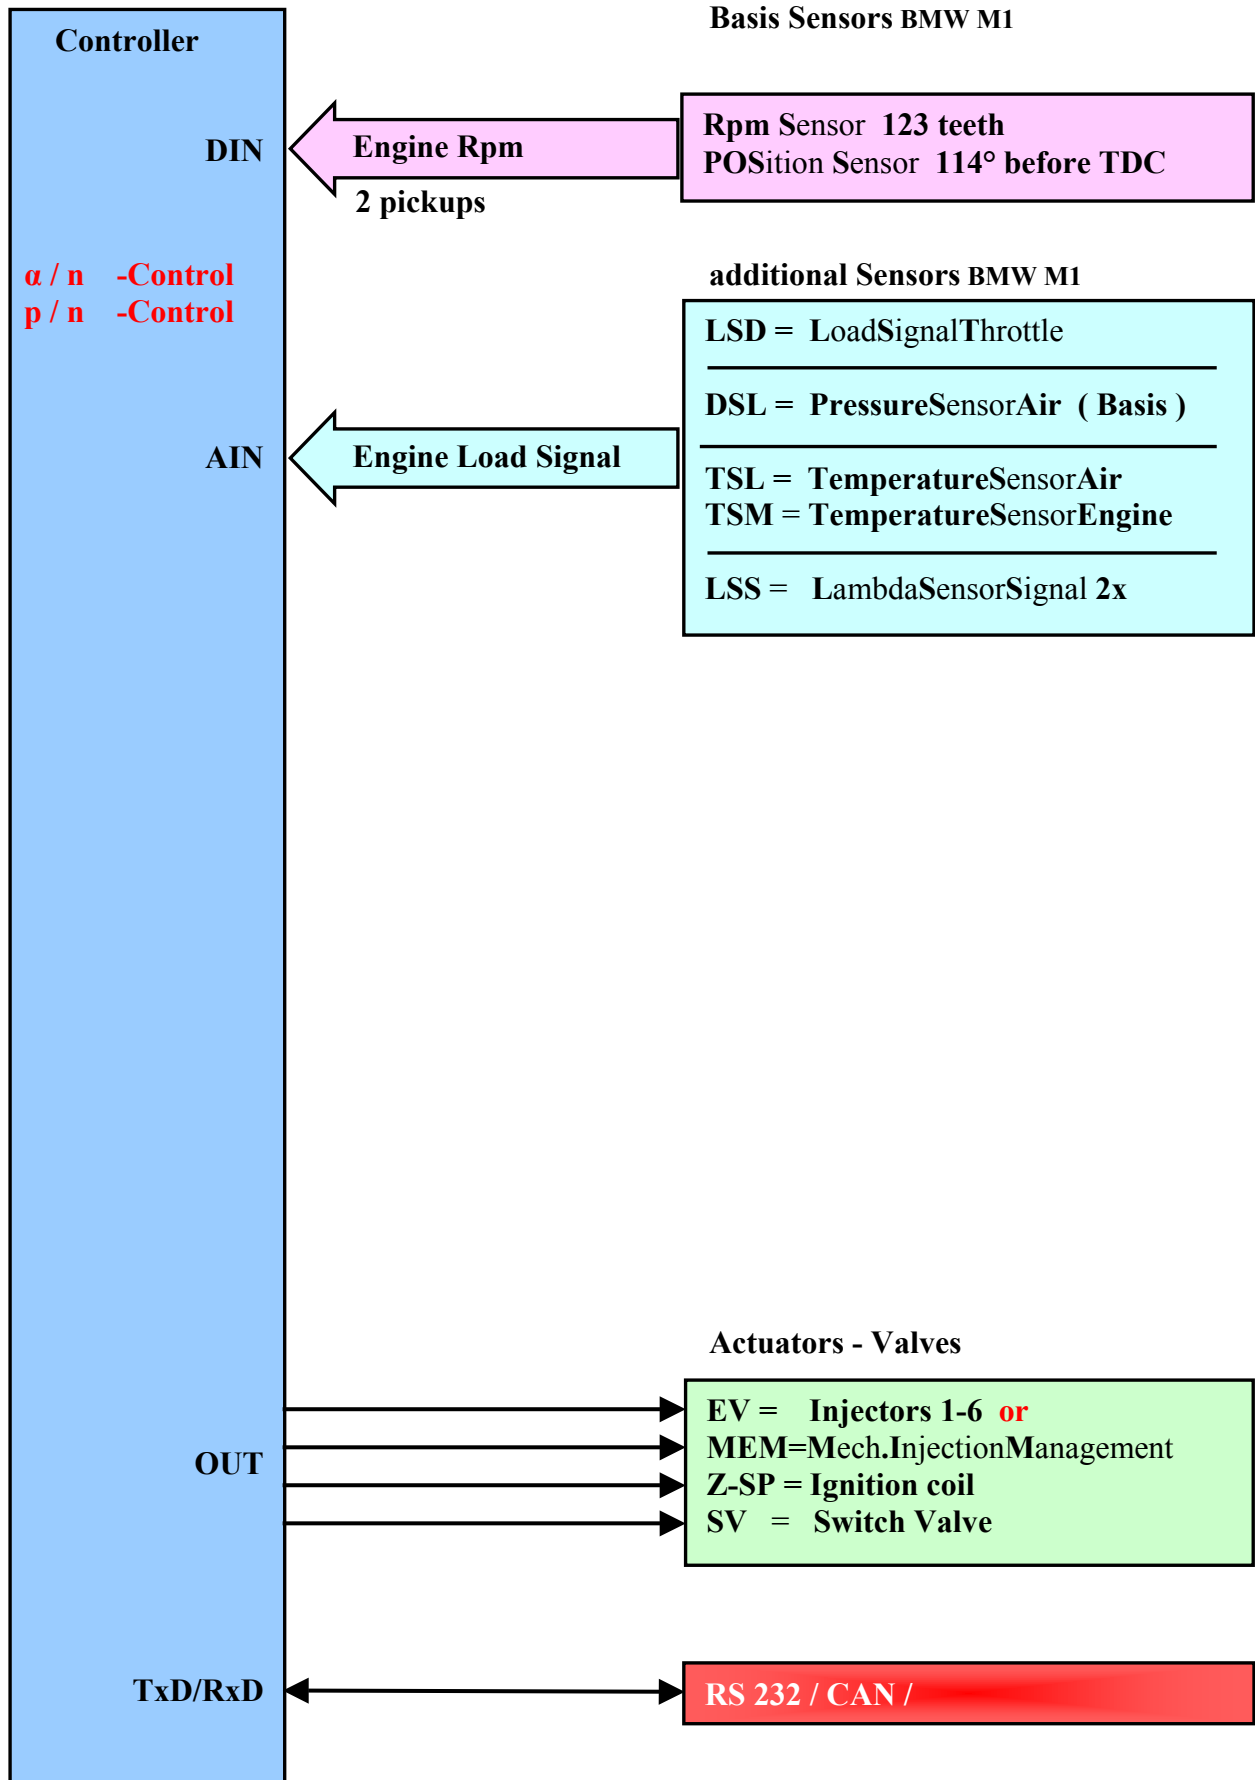 Controller
Basis Sensors BMW M1
DIN
Engine Rpm
2 pickups
Rpm Sensor 123 teeth
POSition Sensor 114° before TDC
α / n -Control
p / n -Control
additional Sensors BMW M1
LSD = LoadSignalThrottle
DSL = PressureSensorAir ( Basis )
AIN
Engine Load Signal
TSL = TemperatureSensorAir
TSM = TemperatureSensorEngine
LSS = LambdaSensorSignal 2x
Actuators - Valves
OUT
EV = Injectors 1-6 or
MEM=Mech.InjectionManagement
Z-SP = Ignition coil
SV = Switch Valve
TxD/RxD
RS 232 / CAN /